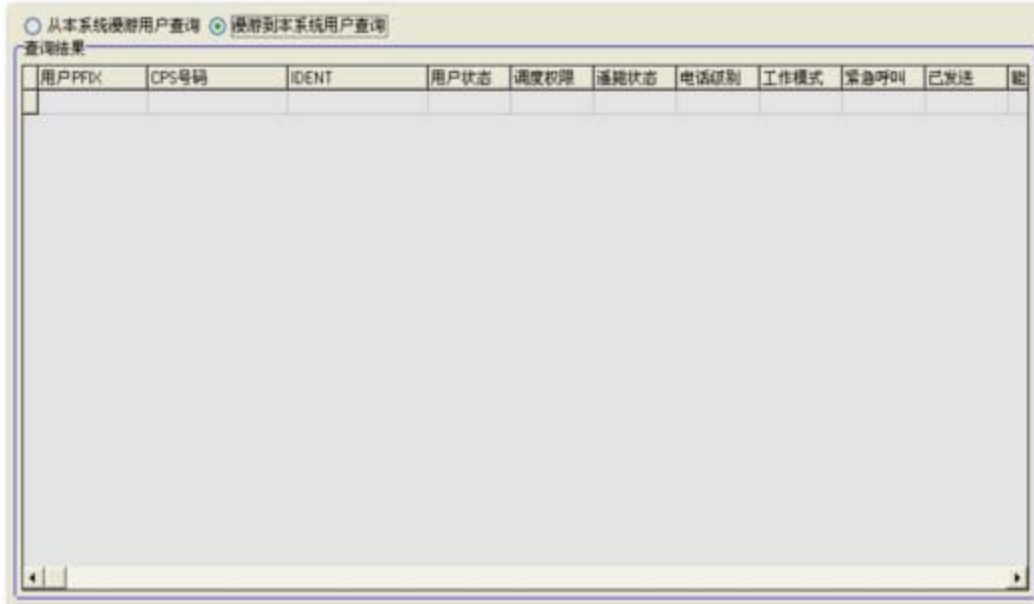 从本系统漫游用户查询 漫游到本系统用户查询
查询结果
用户PFIX CPS号码 IDENT 用户状态 调度权限 遥毙状态 电话级别 工作模式 紧急呼叫 已发送 能